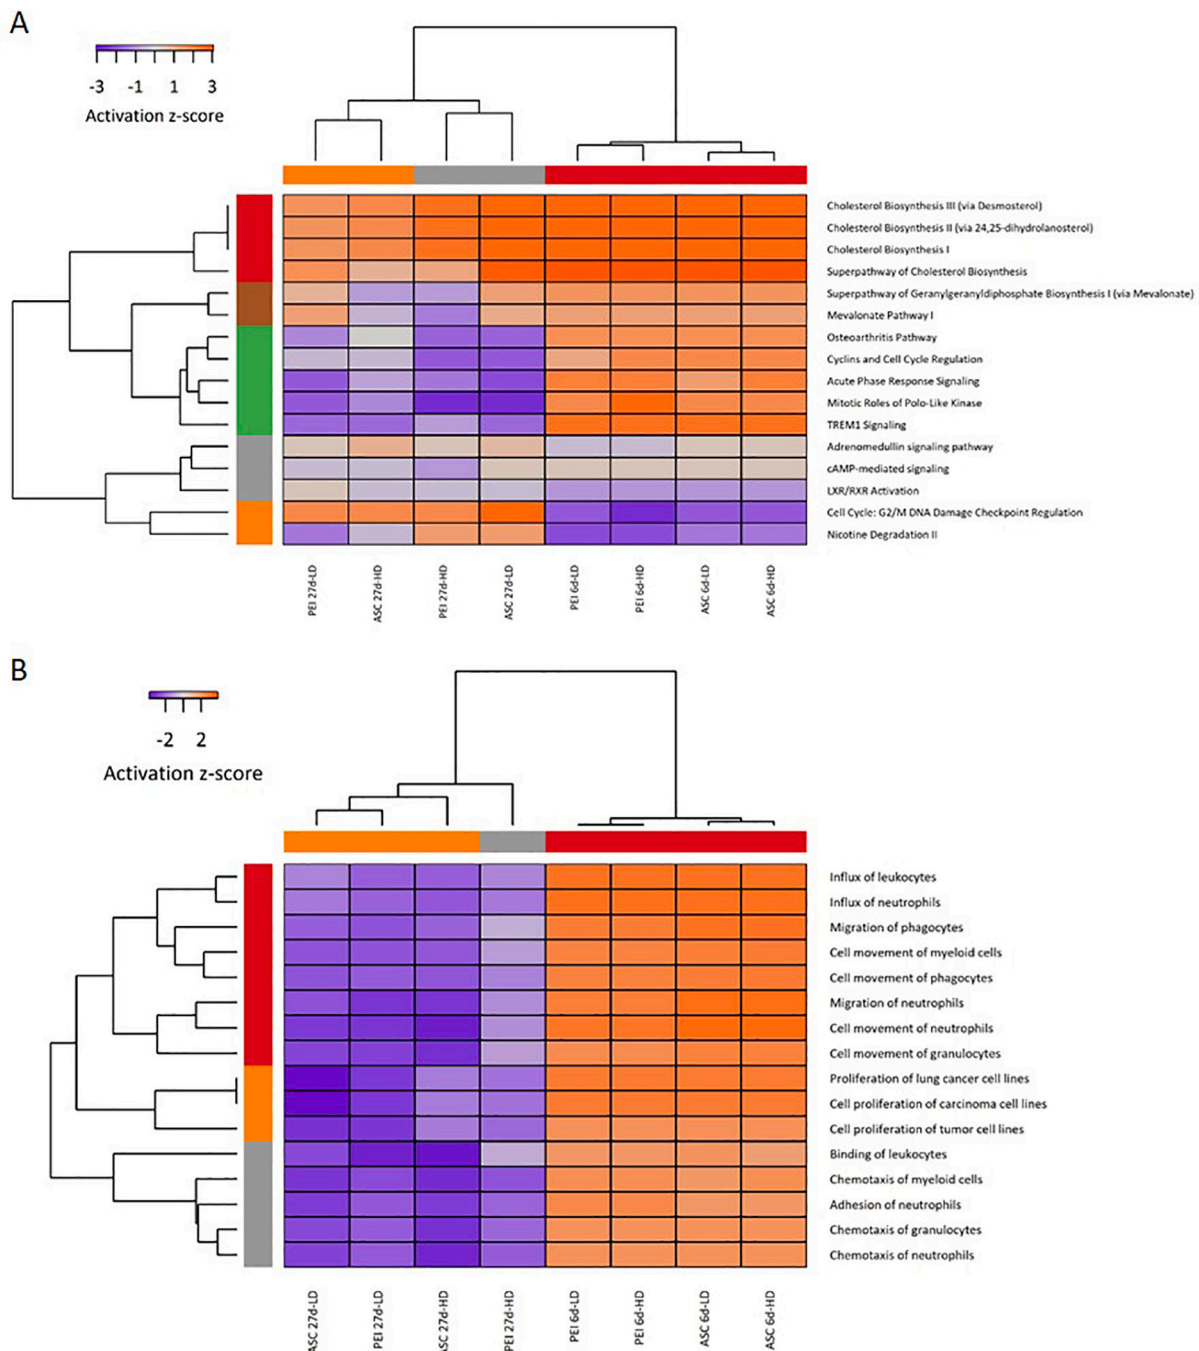 A
-3 -1 1 3
Activation z-score
Cholesterol Biosynthesis III (via Desmosterol)
Cholesterol Biosynthesis II (via 24,25-dihydrolanosterol)
Cholesterol Biosynthesis I
Superpathway of Cholesterol Biosynthesis
Superpathway of Geranylgeranyldiphosphate Biosynthesis I (via Mevalonate)
Mevalonate Pathway I
Osteoarthritis Pathway
Cyclins and Cell Cycle Regulation
Acute Phase Response Signaling
Mitotic Roles of Polo-Like Kinase
TREM1 Signaling
Adrenomedullin signaling pathway
cAMP-mediated signaling
LXR/RXR Activation
Cell Cycle: G2/M DNA Damage Checkpoint Regulation
Nicotine Degradation II
PEI 27d-LD
ASC 27d-HD
PEI 27d-HD
ASC 27d-LD
PEI 6d-LD
PEI 6d-HD
ASC 6d-LD
ASC 6d-HD
B
-2 2
Activation z-score
Influx of leukocytes
Influx of neutrophils
Migration of phagocytes
Cell movement of myeloid cells
Cell movement of phagocytes
Migration of neutrophils
Cell movement of neutrophils
Cell movement of granulocytes
Proliferation of lung cancer cell lines
Cell proliferation of carcinoma cell lines
Cell proliferation of tumor cell lines
Binding of leukocytes
Chemotaxis of myeloid cells
Adhesion of neutrophils
Chemotaxis of granulocytes
Chemotaxis of neutrophils
ASC 27d-LD
PEI 27d-LD
ASC 27d-HD
PEI 27d-HD
PEI 6d-LD
PEI 6d-HD
ASC 6d-LD
ASC 6d-HD